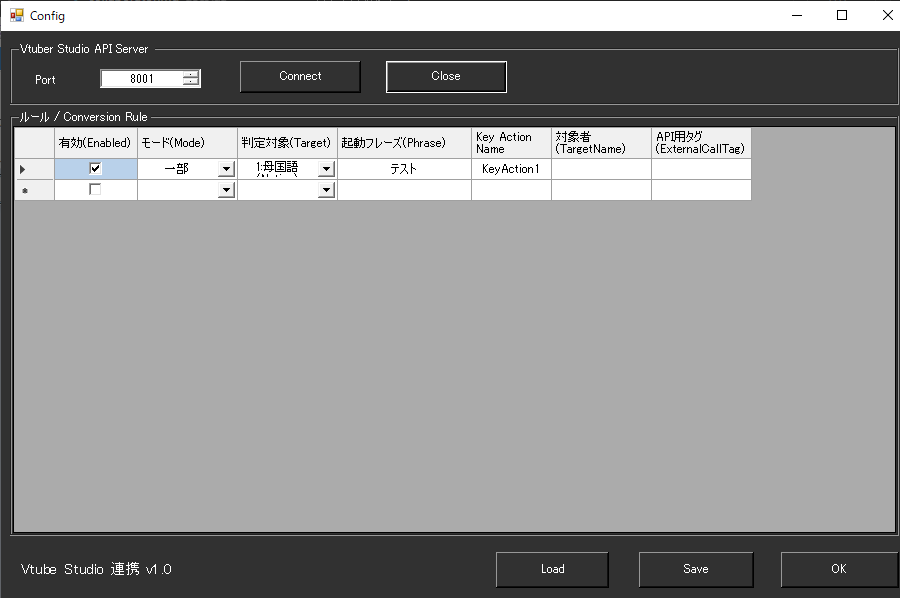 Config
Vtuber Studio API Server
Port
8001
Connect
Close
ルール / Conversion Rule
有効(Enabled)
モード(Mode)
判定対象(Target)
起動フレーズ(Phrase)
Key Action
Name
対象者
(TargetName)
API用タグ
(ExternalCallTag)
一部
1:母国語
テスト
KeyAction1
Vtube Studio 連携 v1.0
Load
Save
OK